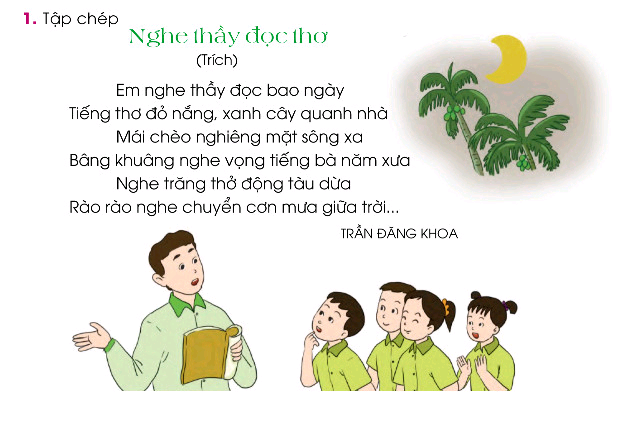 1. Tập chép
Nghe thầy đọc thơ
(Trích)
Em nghe thầy đọc bao ngày
Tiếng thơ đỏ nắng, xanh cây quanh nhà
Mái chèo nghiêng mặt sông xa
Bâng khuâng nghe vọng tiếng bà năm xưa
Nghe trăng thở động tàu dừa
Rào rào nghe chuyển cơn mưa giữa trời...
TRẦN ĐĂNG KHOA